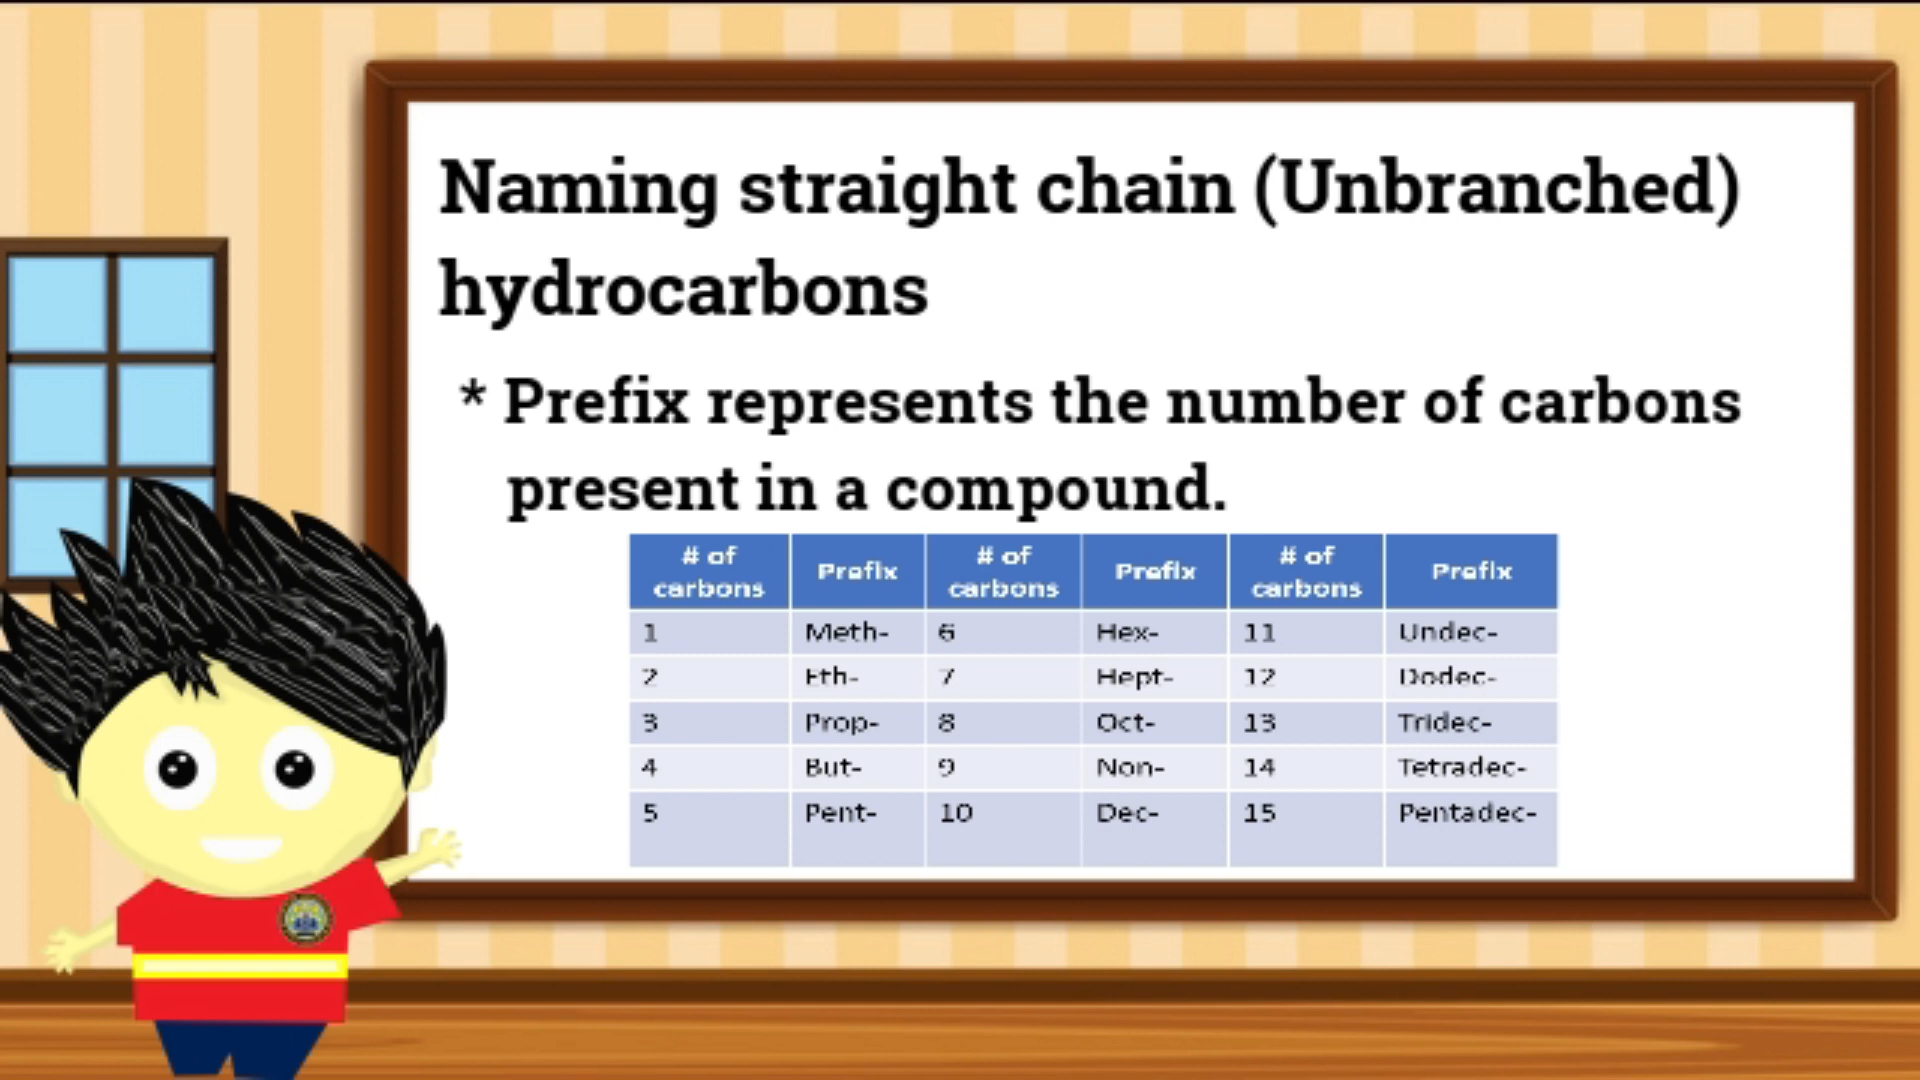 Naming straight chain (Unbranched)
hydrocarbons
* Prefix represents the number of carbons
present in a compound.
# of carbons Prefix # of carbons Prefix # of carbons Prefix
1 Meth- 6 Hex- 11 Undec-
2 Eth- 7 Hept- 12 Dodec-
3 Prop- 8 Oct- 13 Tridec-
4 But- 9 Non- 14 Tetradec-
5 Pent- 10 Dec- 15 Pentadec-